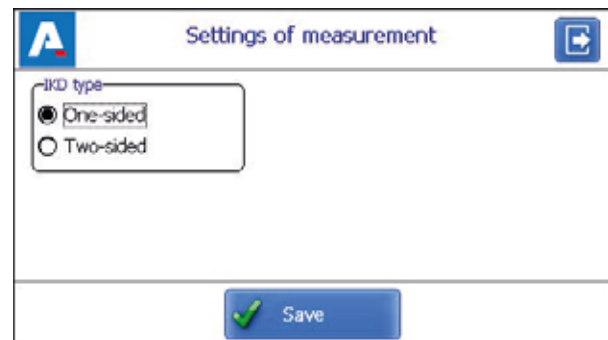 A
Settings of measurement
IKD type
One-sided
Two-sided
Save